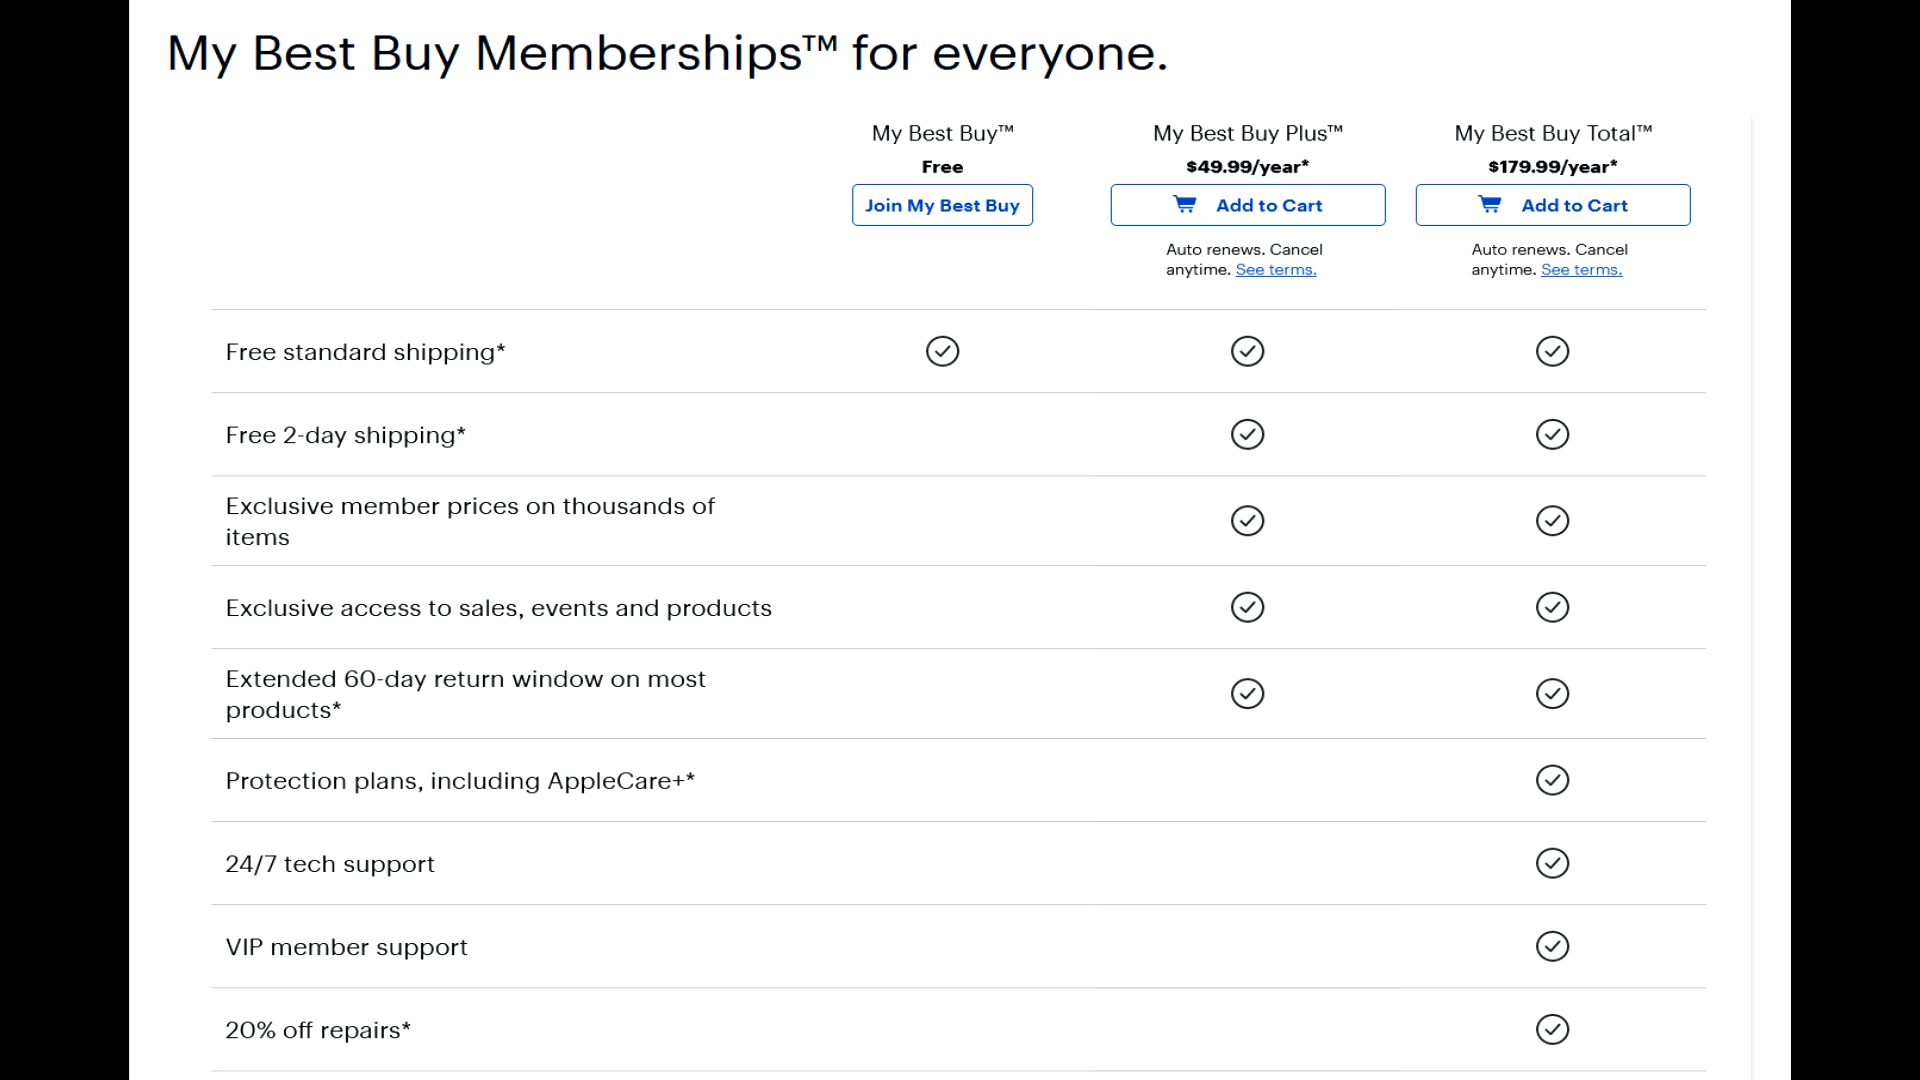 My Best Buy Memberships™ for everyone.
My Best Buy™
My Best Buy Plus™
My Best Buy Total™
Free
$49.99/year*
$179.99/year*
Join My Best Buy
Add to Cart
Add to Cart
Auto renews. Cancel
anytime. See terms.
Auto renews. Cancel
anytime. See terms.
Free standard shipping*
Free 2-day shipping*
Exclusive member prices on thousands of
items
Exclusive access to sales, events and products
Extended 60-day return window on most
products*
Protection plans, including AppleCare+*
24/7 tech support
VIP member support
20% off repairs*